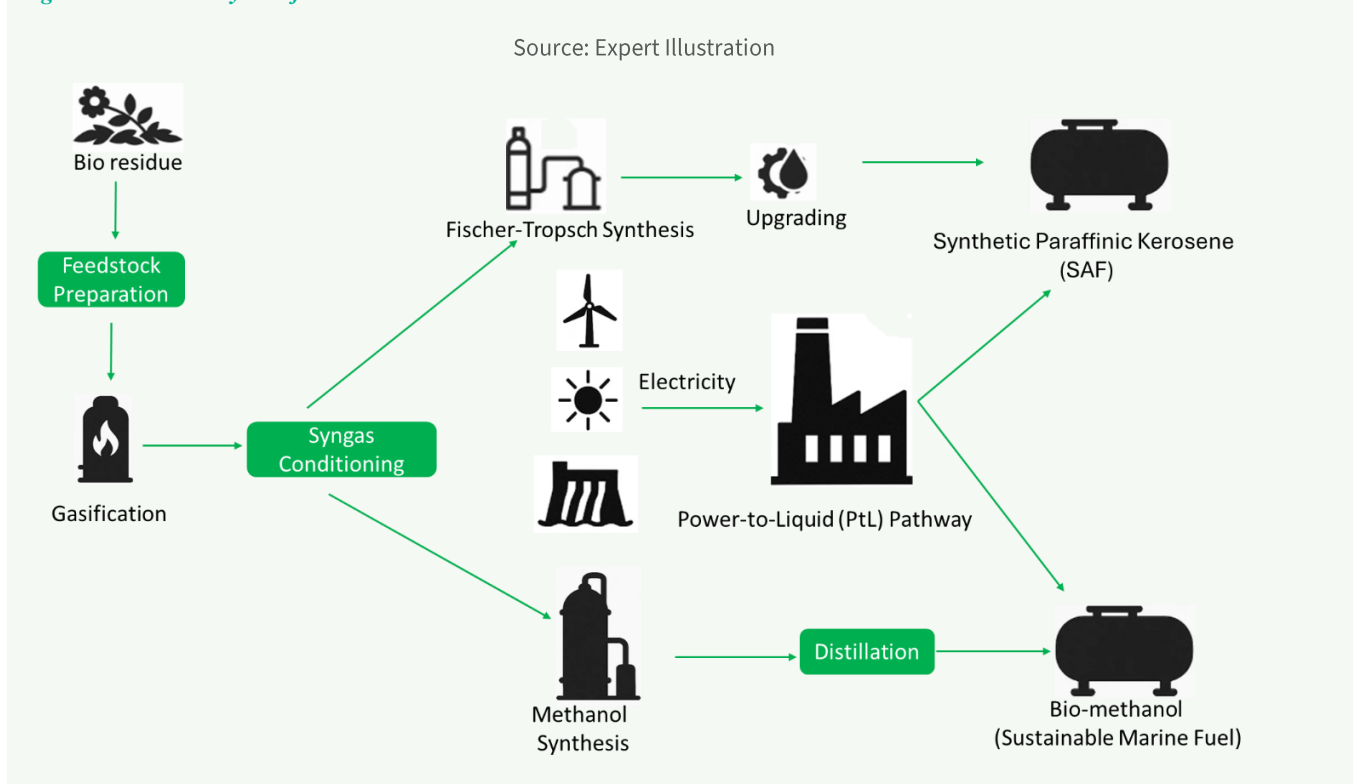 Source: Expert Illustration
Bio residue
Feedstock
Preparation
Gasification
Syngas
Conditioning
Fischer-Tropsch Synthesis
Upgrading
Synthetic Paraffinic Kerosene
(SAF)
Electricity
Power-to-Liquid (PtL) Pathway
Methanol
Synthesis
Distillation
Bio-methanol
(Sustainable Marine Fuel)